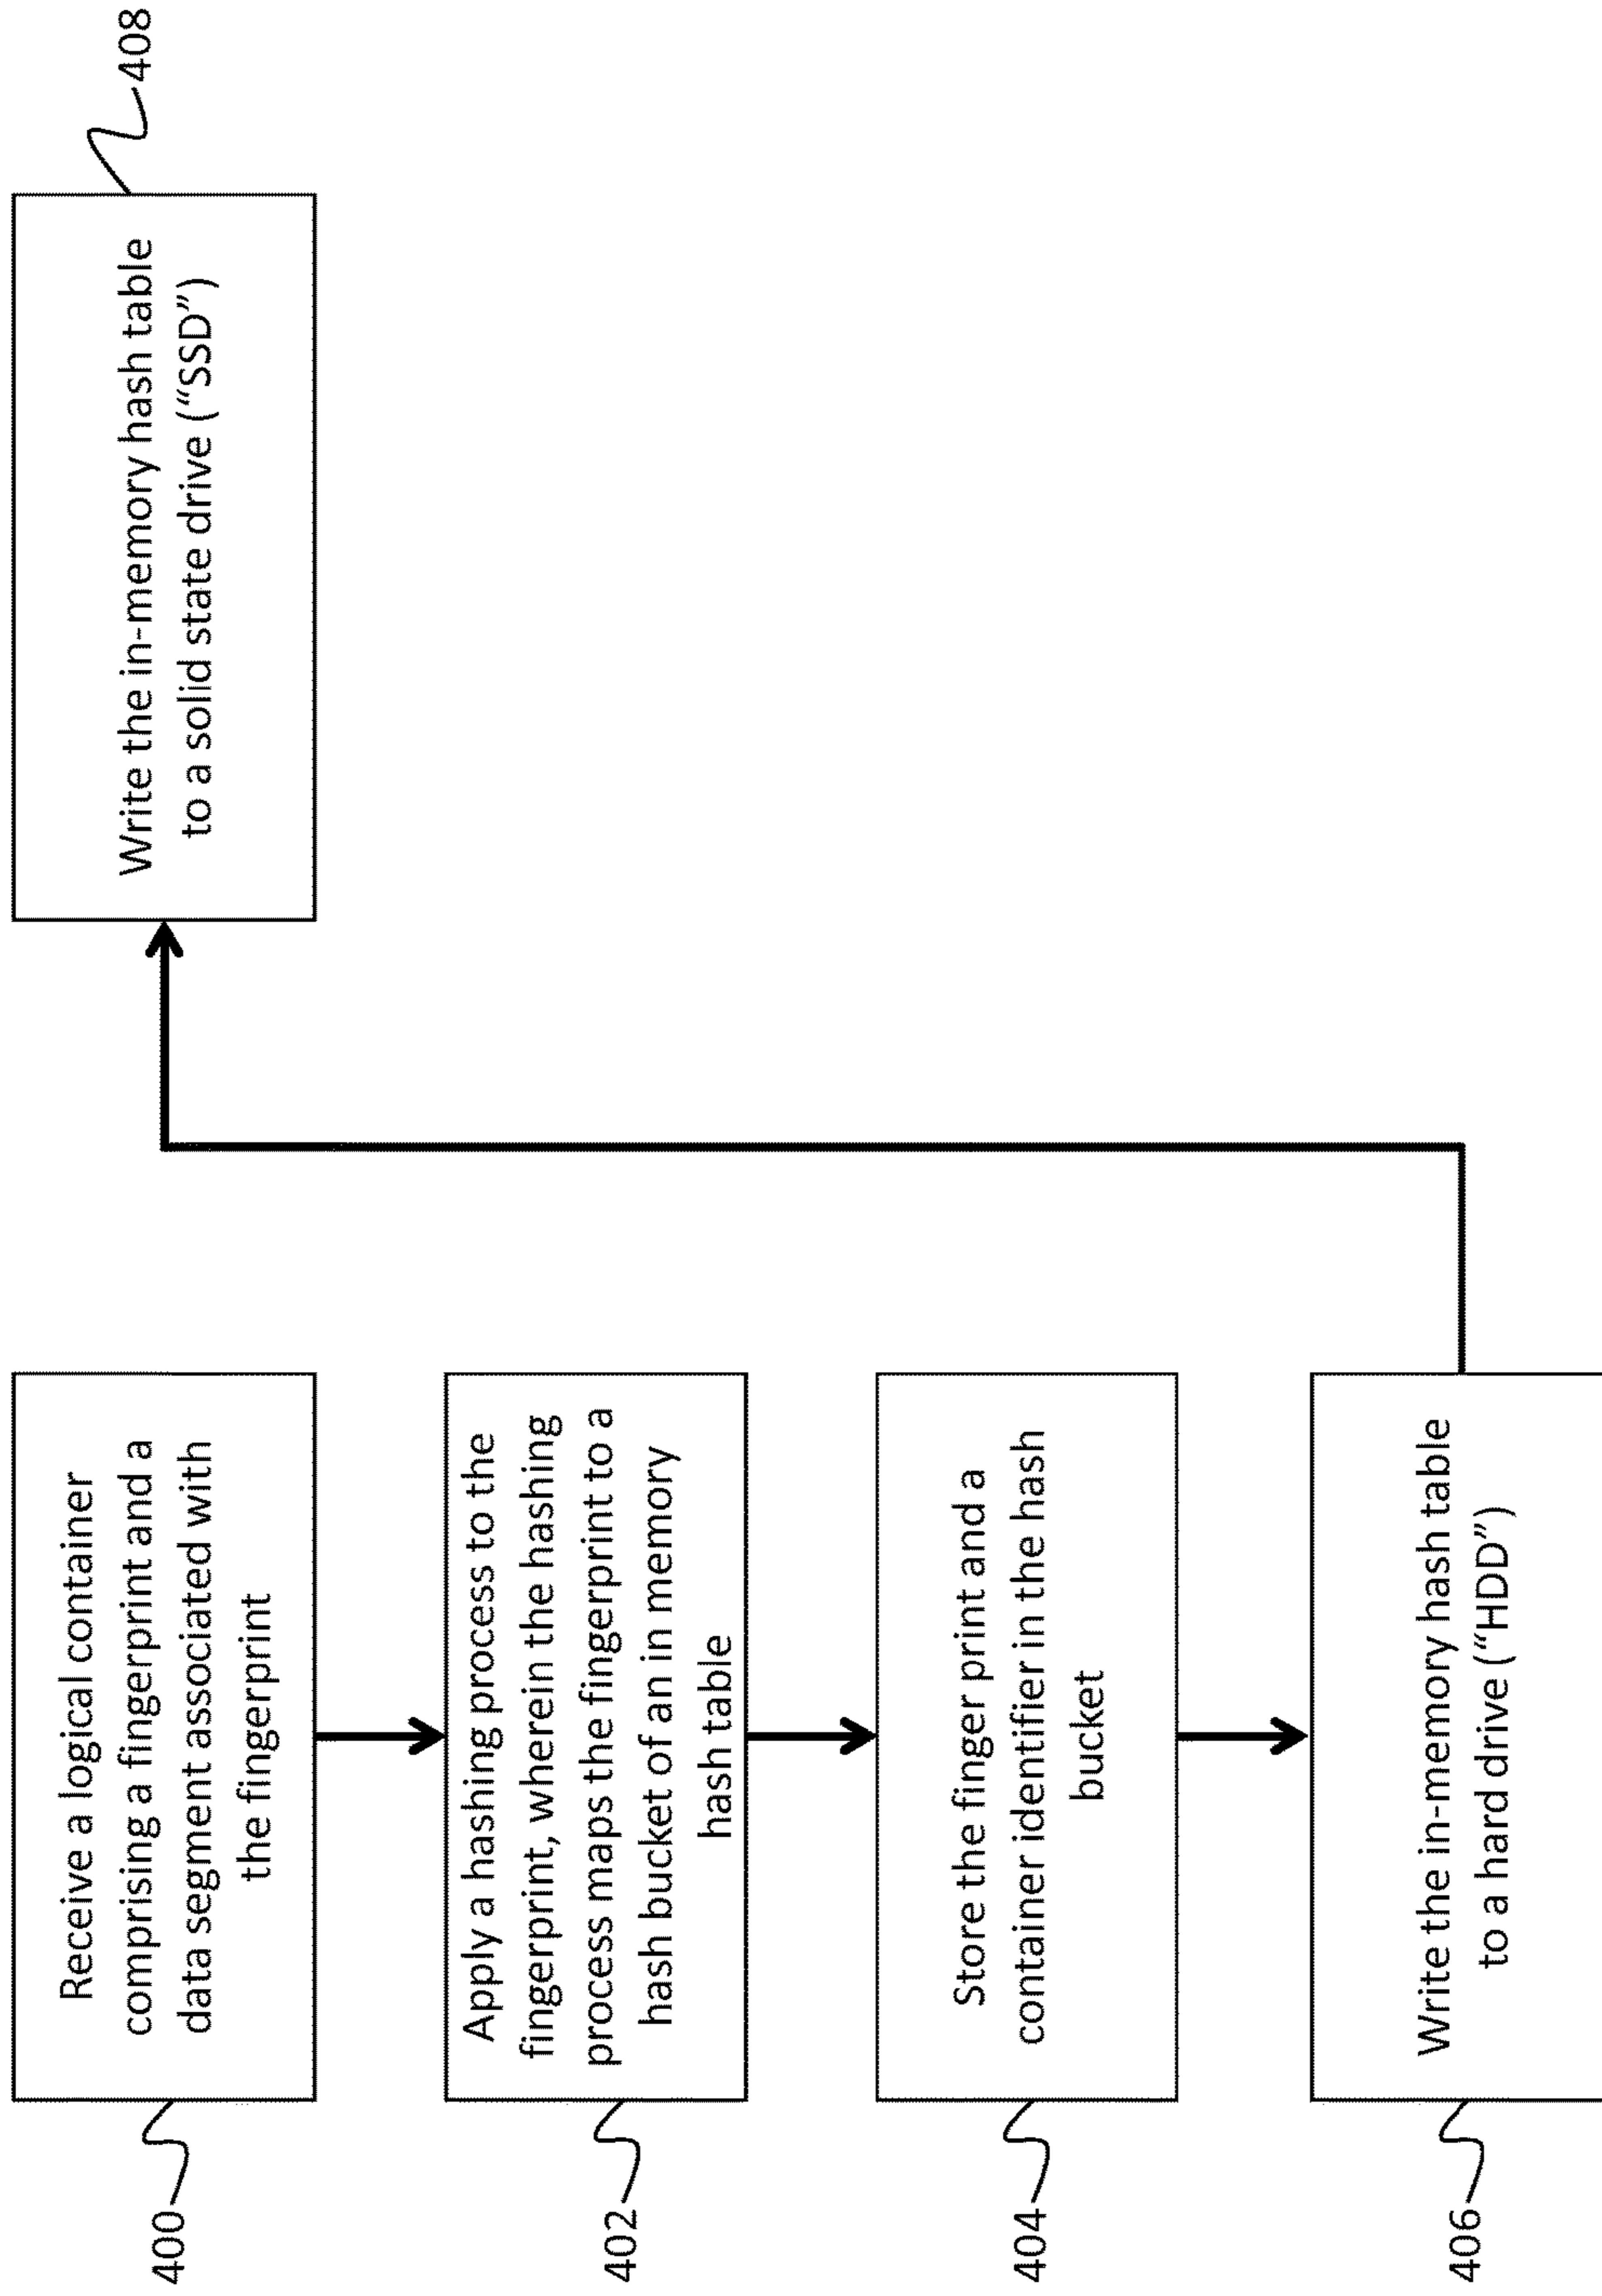 400
Receive a logical container
comprising a fingerprint and a
data segment associated with
the fingerprint
402
Apply a hashing process to the
fingerprint, wherein the hashing
process maps the fingerprint to a
hash bucket of an in memory
hash table
404
Store the finger print and a
container identifier in the hash
bucket
406
Write the in-memory hash table
to a hard drive (“HDD”)
Write the in-memory hash table
to a solid state drive (“SSD”)
408